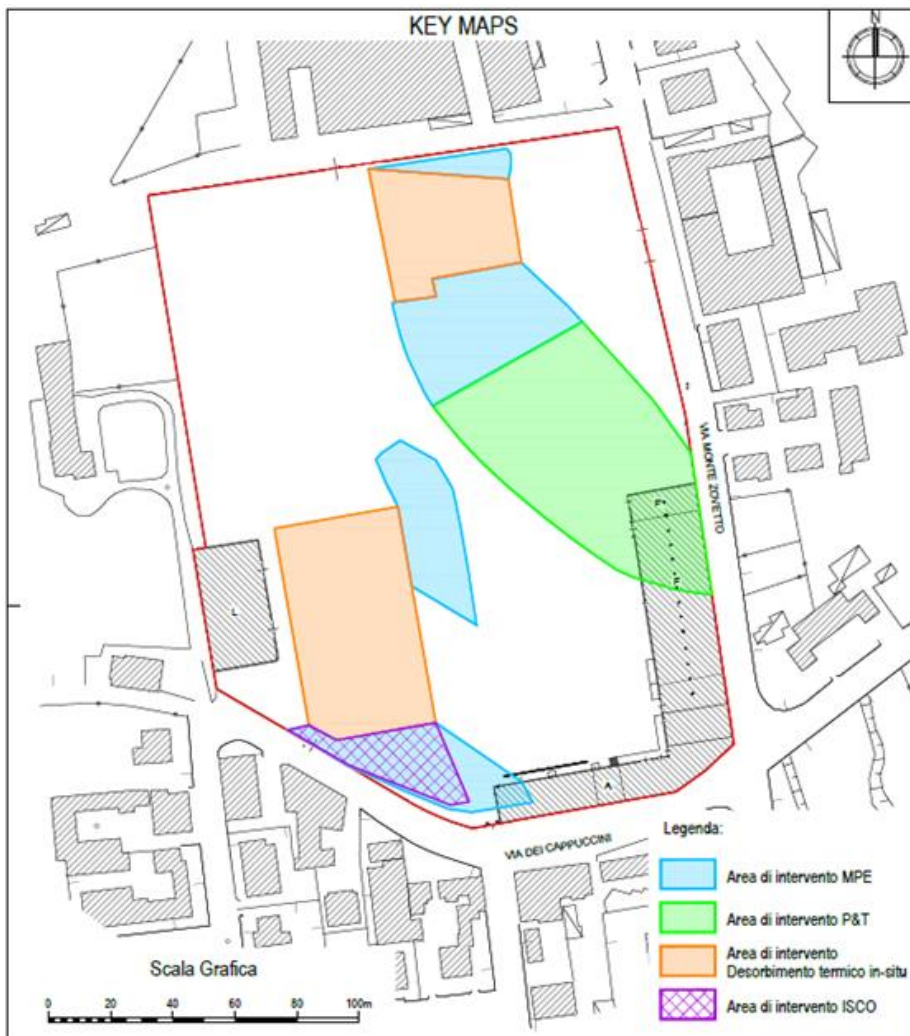 KEY MAPS
N
VIA MONTE ZOVETTO
L
A
VIA DEI CAPPUCCINI
Legenda:
Area di intervento MPE
Area di intervento P&T
Area di intervento
Desorbimento termico in-situ
Area di intervento ISCO
Scala Grafica
0 20 40 60 80 100m